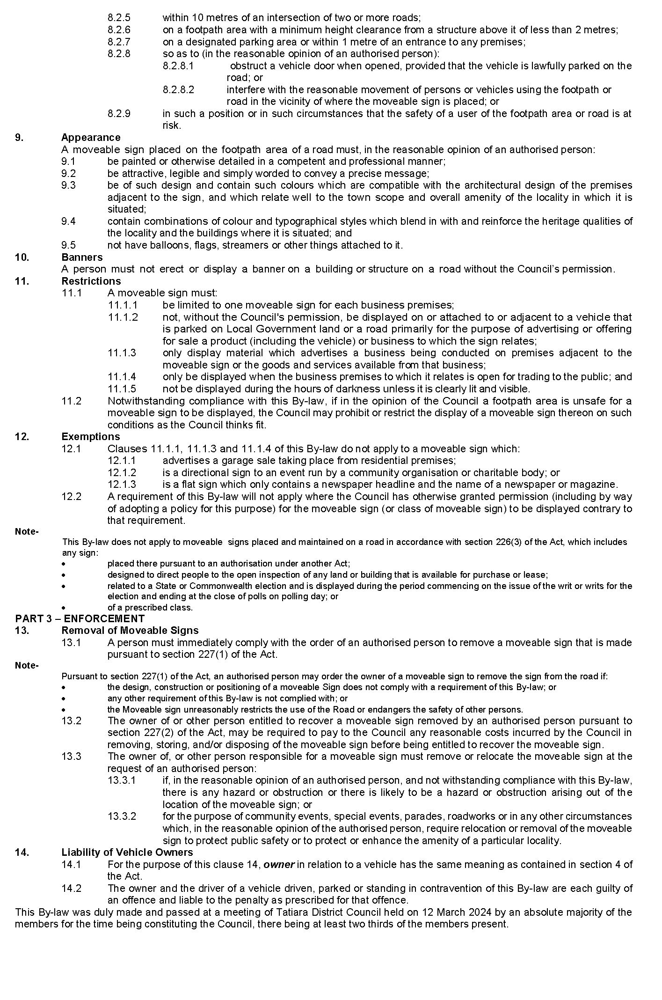 8.2.5 within 10 metres of an intersection of two or more roads;
8.2.6 on a footpath area with a minimum height clearance from a structure above it of less than 2 metres;
8.2.7 on a designated parking area or within 1 metre of an entrance to any premises;
8.2.8 so as to (in the reasonable opinion of an authorised person):
8.2.8.1 obstruct a vehicle door when opened, provided that the vehicle is lawfully parked on the
road; or
8.2.8.2 interfere with the reasonable movement of persons or vehicles using the footpath or
road in the vicinity of where the moveable sign is placed; or
8.2.9 in such a position or in such circumstances that the safety of a user of the footpath area or road is at
risk.
9. Appearance
A moveable sign placed on the footpath area of a road must, in the reasonable opinion of an authorised person:
9.1 be painted or otherwise detailed in a competent and professional manner;
9.2 be attractive, legible and simply worded to convey a precise message;
9.3 be of such design and contain such colours which are compatible with the architectural design of the premises
adjacent to the sign, and which relate well to the town scope and overall amenity of the locality in which it is
situated;
9.4 contain combinations of colour and typographical styles which blend in with and reinforce the heritage qualities of
the locality and the buildings where it is situated; and
9.5 not have balloons, flags, streamers or other things attached to it.
10. Banners
A person must not erect or display a banner on a building or structure on a road without the Council’s permission.
11. Restrictions
11.1 A moveable sign must:
11.1.1 be limited to one moveable sign for each business premises;
11.1.2 not, without the Council's permission, be displayed on or attached to or adjacent to a vehicle that
is parked on Local Government land or a road primarily for the purpose of advertising or offering
for sale a product (including the vehicle) or business to which the sign relates;
11.1.3 only display material which advertises a business being conducted on premises adjacent to the
moveable sign or the goods and services available from that business;
11.1.4 only be displayed when the business premises to which it relates is open for trading to the public; and
11.1.5 not be displayed during the hours of darkness unless it is clearly lit and visible.
11.2 Notwithstanding compliance with this By-law, if in the opinion of the Council a footpath area is unsafe for a
moveable sign to be displayed, the Council may prohibit or restrict the display of a moveable sign thereon on such
conditions as the Council thinks fit.
12. Exemptions
12.1 Clauses 11.1.1, 11.1.3 and 11.1.4 of this By-law do not apply to a moveable sign which:
12.1.1 advertises a garage sale taking place from residential premises;
12.1.2 is a directional sign to an event run by a community organisation or charitable body; or
12.1.3 is a flat sign which only contains a newspaper headline and the name of a newspaper or magazine.
12.2 A requirement of this By-law will not apply where the Council has otherwise granted permission (including by way
of adopting a policy for this purpose) for the moveable sign (or class of moveable sign) to be displayed contrary to
that requirement.
Note-
This By-law does not apply to moveable signs placed and maintained on a road in accordance with section 226(3) of the Act, which includes
any sign:
• placed there pursuant to an authorisation under another Act;
• designed to direct people to the open inspection of any land or building that is available for purchase or lease;
• related to a State or Commonwealth election and is displayed during the period commencing on the issue of the writ or writs for the
election and ending at the close of polls on polling day; or
• of a prescribed class.
PART 3 – ENFORCEMENT
13. Removal of Moveable Signs
13.1 A person must immediately comply with the order of an authorised person to remove a moveable sign that is made
pursuant to section 227(1) of the Act.
Note-
Pursuant to section 227(1) of the Act, an authorised person may order the owner of a moveable sign to remove the sign from the road if:
• the design, construction or positioning of a moveable Sign does not comply with a requirement of this By-law; or
• any other requirement of this By-law is not complied with; or
• the Moveable sign unreasonably restricts the use of the Road or endangers the safety of other persons.
13.2 The owner of or other person entitled to recover a moveable sign removed by an authorised person pursuant to
section 227(2) of the Act, may be required to pay to the Council any reasonable costs incurred by the Council in
removing, storing, and/or disposing of the moveable sign before being entitled to recover the moveable sign.
13.3 The owner of, or other person responsible for a moveable sign must remove or relocate the moveable sign at the
request of an authorised person:
13.3.1 if, in the reasonable opinion of an authorised person, and not withstanding compliance with this By-law,
there is any hazard or obstruction or there is likely to be a hazard or obstruction arising out of the
location of the moveable sign; or
13.3.2 for the purpose of community events, special events, parades, roadworks or in any other circumstances
which, in the reasonable opinion of the authorised person, require relocation or removal of the moveable
sign to protect public safety or to protect or enhance the amenity of a particular locality.
14. Liability of Vehicle Owners
14.1 For the purpose of this clause 14, owner in relation to a vehicle has the same meaning as contained in section 4 of
the Act.
14.2 The owner and the driver of a vehicle driven, parked or standing in contravention of this By-law are each guilty of
an offence and liable to the penalty as prescribed for that offence.
This By-law was duly made and passed at a meeting of Tatiara District Council held on 12 March 2024 by an absolute majority of the
members for the time being constituting the Council, there being at least two thirds of the members present.